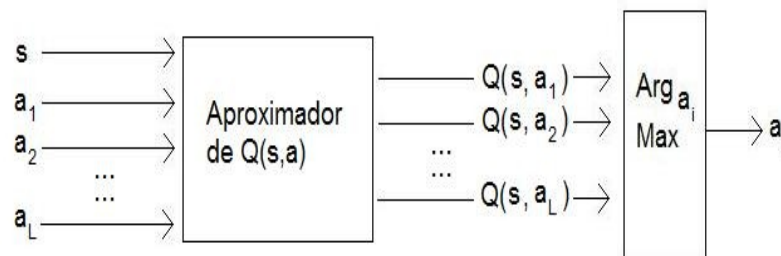 s
a1
a2
...
...
aL
Aproximador
de Q(s,a)
Q(s, a1)
Q(s, a2)
...
...
Q(s, aL)
Arg ai
Max
a